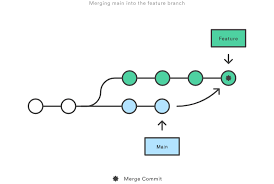 Merging main into the feature branch
Feature
Main
Merge Commit